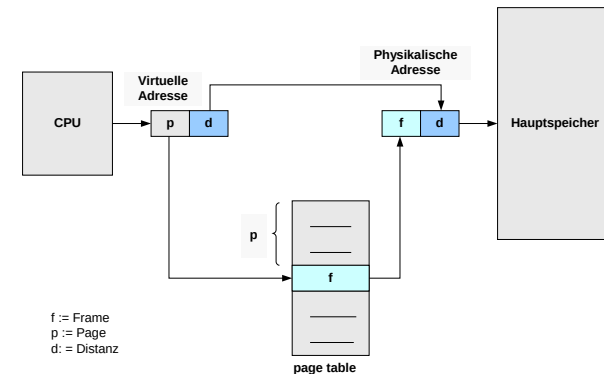 Virtuelle
Adresse
Physikalische
Adresse
CPU
p
d
f
d
Hauptspeicher
p
f
f := Frame
p := Page
d: = Distanz
page table